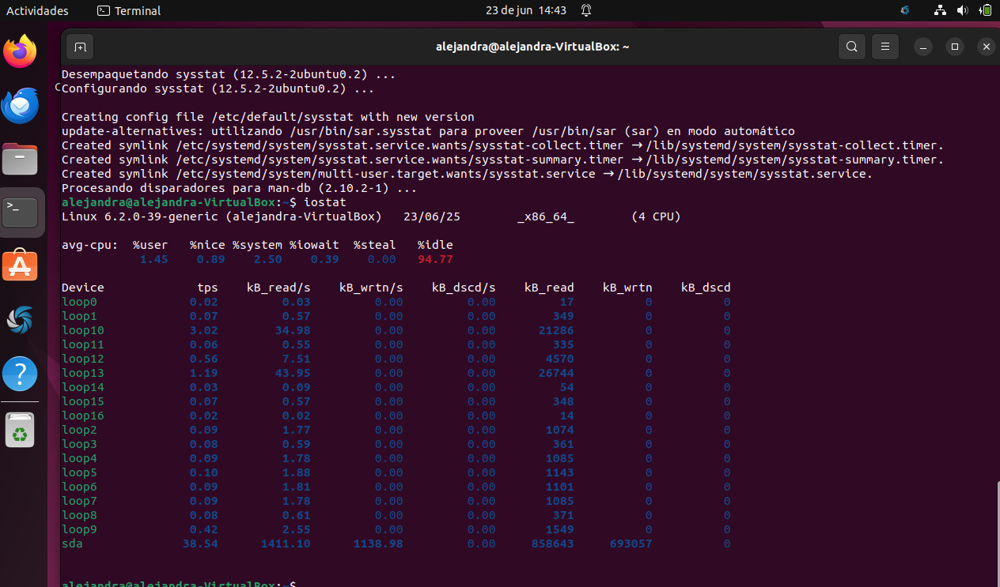 Actividades Terminal 23 de jun 14:43
alejandra@alejandra-VirtualBox: ~
Desempaquetando sysstat (12.5.2-2ubuntu0.2) ...
Configurando sysstat (12.5.2-2ubuntu0.2) ...
Creating config file /etc/default/sysstat with new version
update-alternatives: utilizando /usr/bin/sar.sysstat para proveer /usr/bin/sar (sar) en modo automático
Created symlink /etc/systemd/system/sysstat.service.wants/sysstat-collect.timer → /lib/systemd/system/sysstat-collect.timer.
Created symlink /etc/systemd/system/sysstat.service.wants/sysstat-summary.timer → /lib/systemd/system/sysstat-summary.timer.
Created symlink /etc/systemd/system/multi-user.target.wants/sysstat.service → /lib/systemd/system/sysstat.service.
Procesando disparadores para man-db (2.10.2-1) ...
alejandra@alejandra-VirtualBox:~$ iostat
Linux 6.2.0-39-generic (alejandra-VirtualBox) 23/06/25 _x86_64_ (4 CPU)
avg-cpu: %user %nice %system %iowait %steal %idle
1.45 0.89 2.50 0.39 0.00 94.77
Device tps kB_read/s kB_wrtn/s kB_dscd/s kB_read kB_wrtn kB_dscd
loop0 0.02 0.03 0.00 0.00 17 0 0
loop1 0.07 0.57 0.00 0.00 349 0 0
loop10 3.02 34.98 0.00 0.00 21286 0 0
loop11 0.06 0.55 0.00 0.00 335 0 0
loop12 0.56 7.51 0.00 0.00 4570 0 0
loop13 1.19 43.95 0.00 0.00 26744 0 0
loop14 0.03 0.09 0.00 0.00 54 0 0
loop15 0.07 0.57 0.00 0.00 348 0 0
loop16 0.02 0.02 0.00 0.00 14 0 0
loop2 0.09 1.77 0.00 0.00 1074 0 0
loop3 0.08 0.59 0.00 0.00 361 0 0
loop4 0.09 1.78 0.00 0.00 1085 0 0
loop5 0.10 1.88 0.00 0.00 1143 0 0
loop6 0.09 1.81 0.00 0.00 1101 0 0
loop7 0.09 1.78 0.00 0.00 1085 0 0
loop8 0.08 0.61 0.00 0.00 371 0 0
loop9 0.42 2.55 0.00 0.00 1549 0 0
sda 38.54 1411.10 1138.98 0.00 858643 693057 0
alejandra@alejandra-VirtualBox:~$